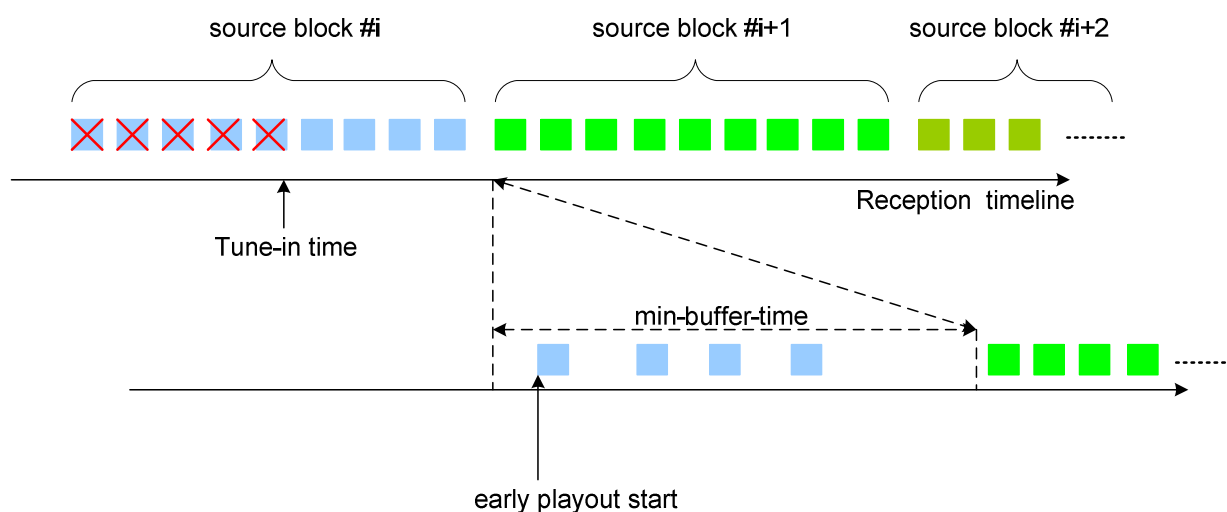 source block #i
source block #i+1
source block #i+2
Reception timeline
Tune-in time
min-buffer-time
early playout start